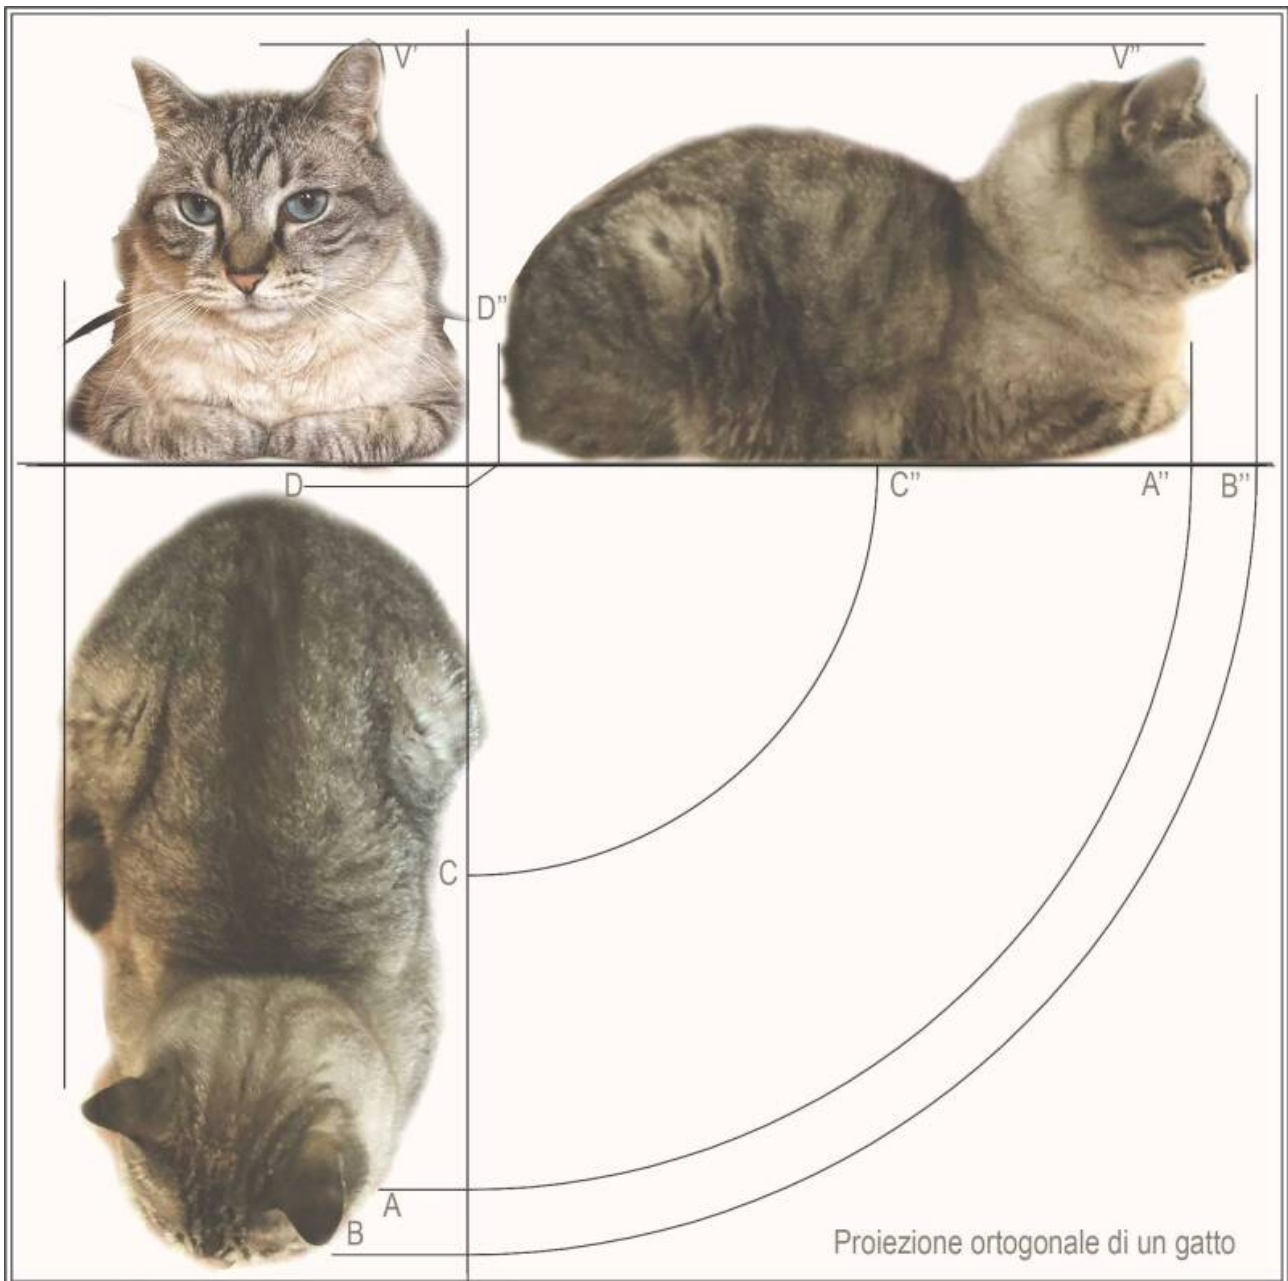 V'
V"
D"
D
C"
A"
B"
C
A
B
Proiezione ortogonale di un gatto